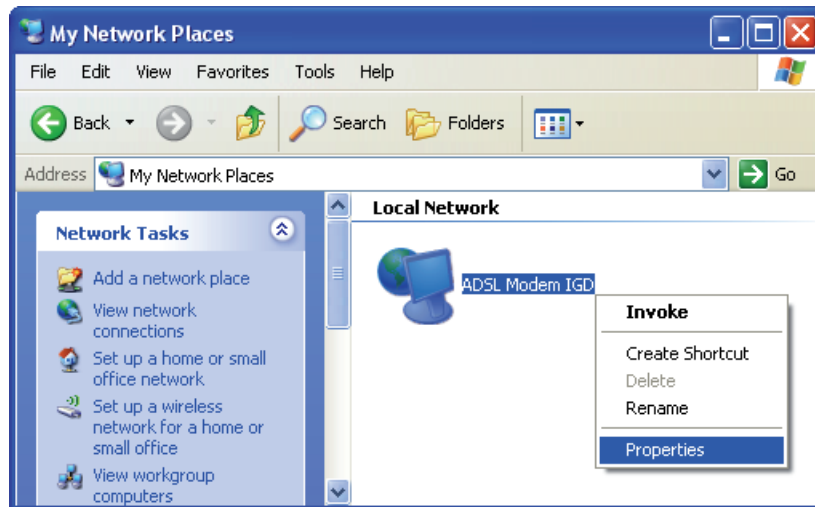 My Network Places
File Edit View Favorites Tools Help
Back Search Folders
Address My Network Places Go
Network Tasks
Add a network place
View network
connections
Set up a home or small
office network
Set up a wireless
network for a home or
small office
View workgroup
computers
Local Network
ADSL Modem IGD
Invoke
Create Shortcut
Delete
Rename
Properties